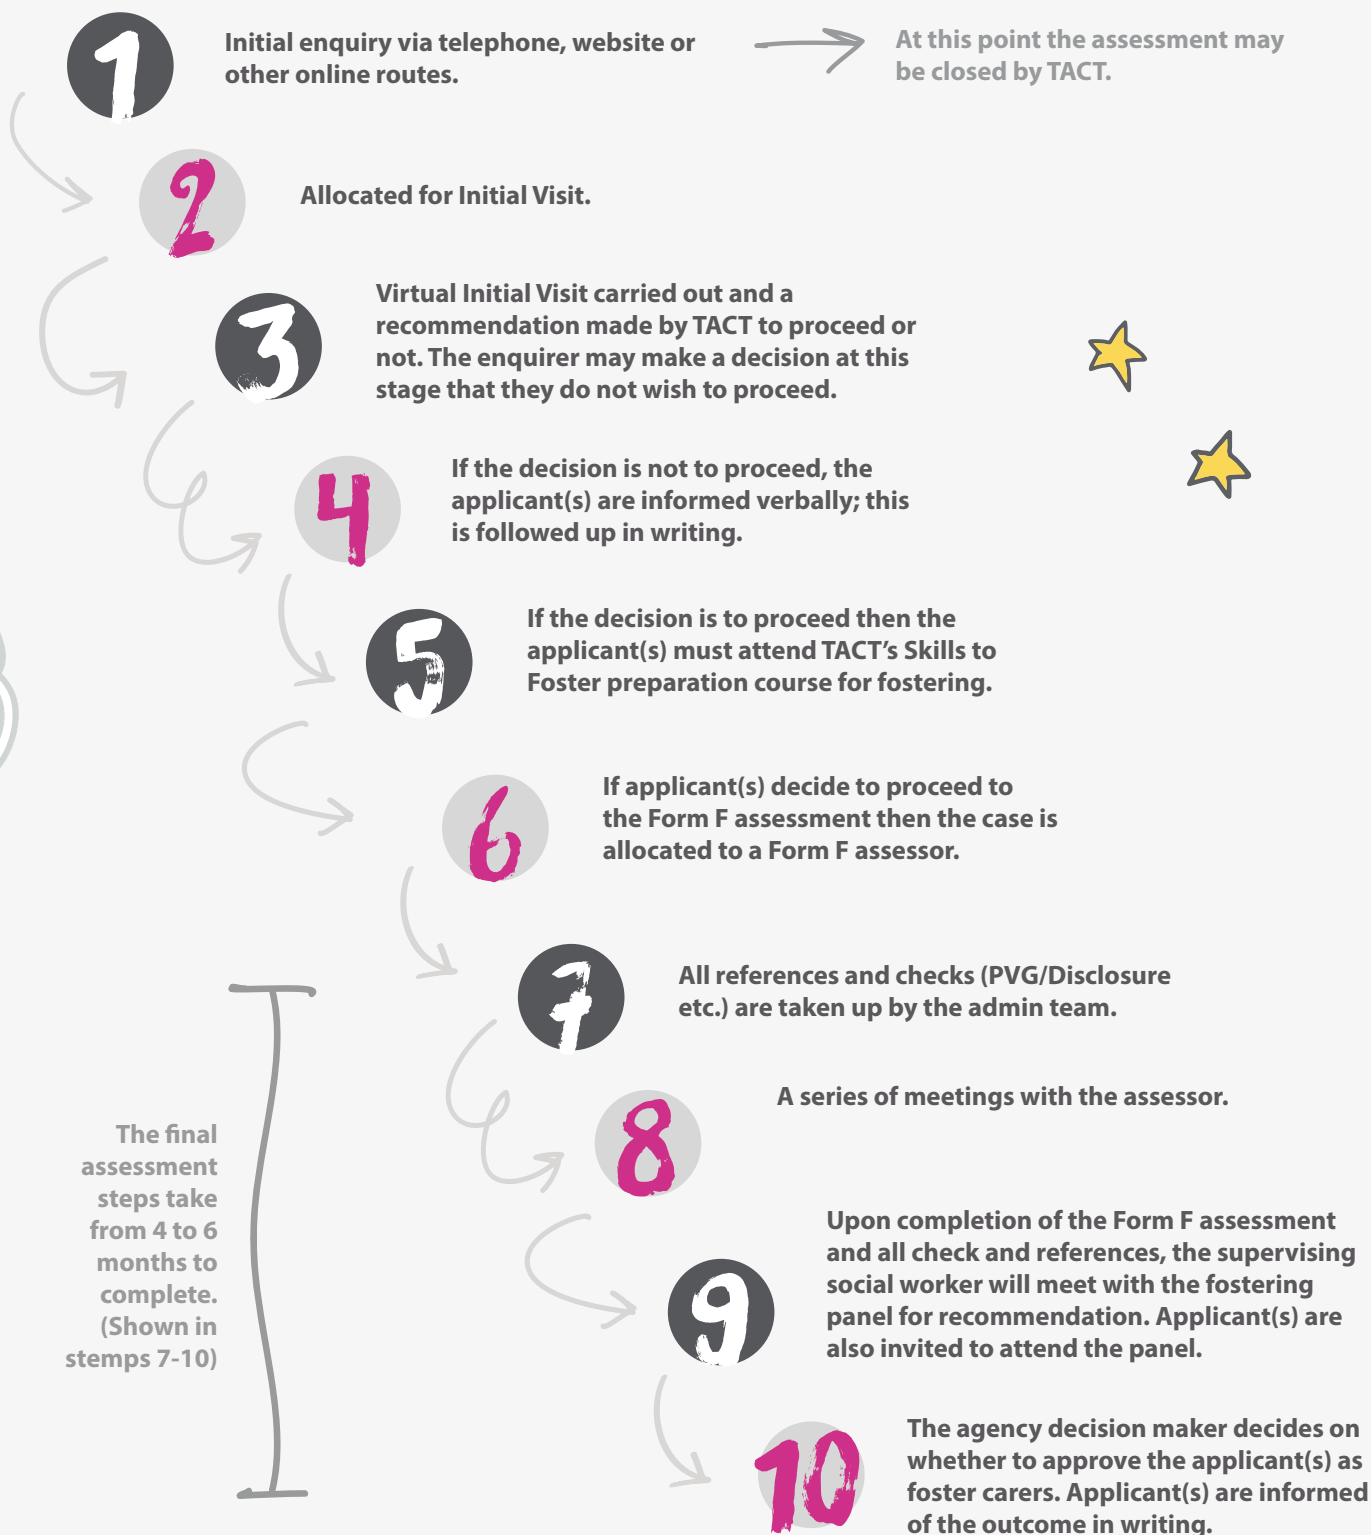 1
Initial enquiry via telephone, website or
other online routes.
At this point the assessment may
be closed by TACT.
2
Allocated for Initial Visit.
3
Virtual Initial Visit carried out and a
recommendation made by TACT to proceed or
not. The enquirer may make a decision at this
stage that they do not wish to proceed.
4
If the decision is not to proceed, the
applicant(s) are informed verbally; this
is followed up in writing.
5
If the decision is to proceed then the
applicant(s) must attend TACT’s Skills to
Foster preparation course for fostering.
6
If applicant(s) decide to proceed to
the Form F assessment then the case is
allocated to a Form F assessor.
7
All references and checks (PVG/Disclosure
etc.) are taken up by the admin team.
8
A series of meetings with the assessor.
The final
assessment
steps take
from 4 to 6
months to
complete.
(Shown in
stemps 7-10)
9
Upon completion of the Form F assessment
and all check and references, the supervising
social worker will meet with the fostering
panel for recommendation. Applicant(s) are
also invited to attend the panel.
10
The agency decision maker decides on
whether to approve the applicant(s) as
foster carers. Applicant(s) are informed
of the outcome in writing.